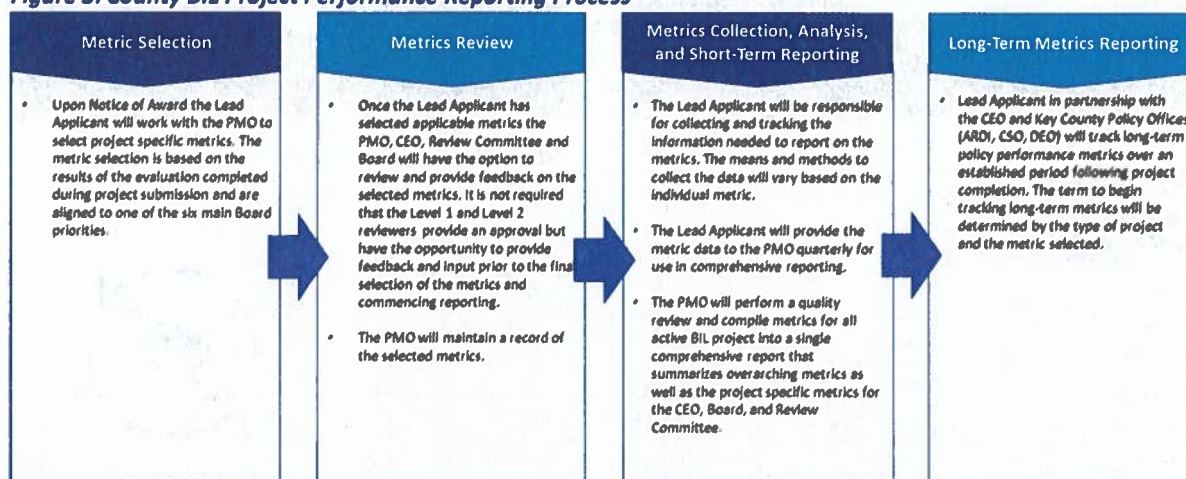 Figure 5: County BIL Project Performance Reporting Process
Metric Selection
• Upon Notice of Award the Lead
Applicant will work with the PMO to
select project specific metrics. The
metric selection is based on the
results of the evaluation completed
during project submission and are
aligned to one of the six main Board
priorities.
Metrics Review
• Once the Lead Applicant has
selected applicable metrics the
PMO, CEO, Review Committee and
Board will have the option to
review and provide feedback on the
selected metrics. It is not required
that the Level 1 and Level 2
reviewers provide an approval but
have the opportunity to provide
feedback and input prior to the final
selection of the metrics and
commencing reporting.
• The PMO will maintain a record of
the selected metrics.
Metrics Collection, Analysis,
and Short-Term Reporting
• The Lead Applicant will be responsible
for collecting and tracking the
information needed to report on the
metrics. The means and methods to
collect the data will vary based on the
individual metric.
• The Lead Applicant will provide the
metric data to the PMO quarterly for
use in comprehensive reporting.
• The PMO will perform a quality
review and compile metrics for all
active BIL project into a single
comprehensive report that
summarizes overarching metrics as
well as the project specific metrics for
the CEO, Board, and Review
Committee.
Long-Term Metrics Reporting
• Lead Applicant in partnership with
the CEO and Key County Policy Offices
(ARDI, CSO, DEO) will track long-term
policy performance metrics over an
established period following project
completion. The term to begin
tracking long-term metrics will be
determined by the type of project
and the metric selected.